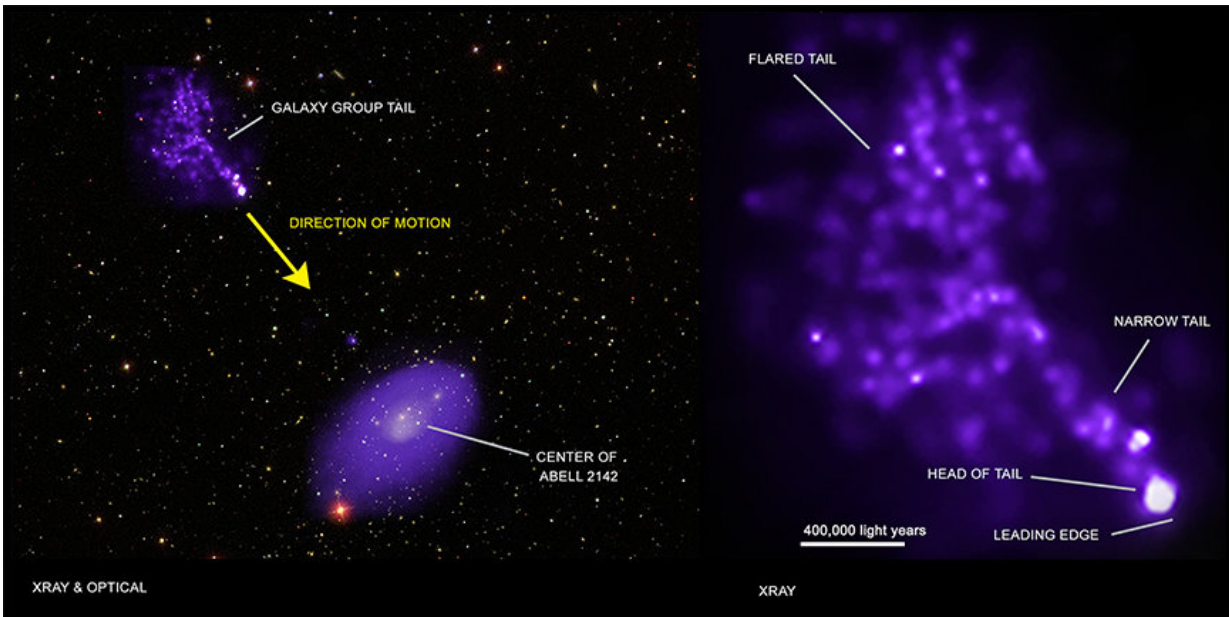 GALAXY GROUP TAIL
DIRECTION OF MOTION
CENTER OF
ABELL 2142
XRAY & OPTICAL
FLARED TAIL
NARROW TAIL
HEAD OF TAIL
LEADING EDGE
400,000 light years
XRAY